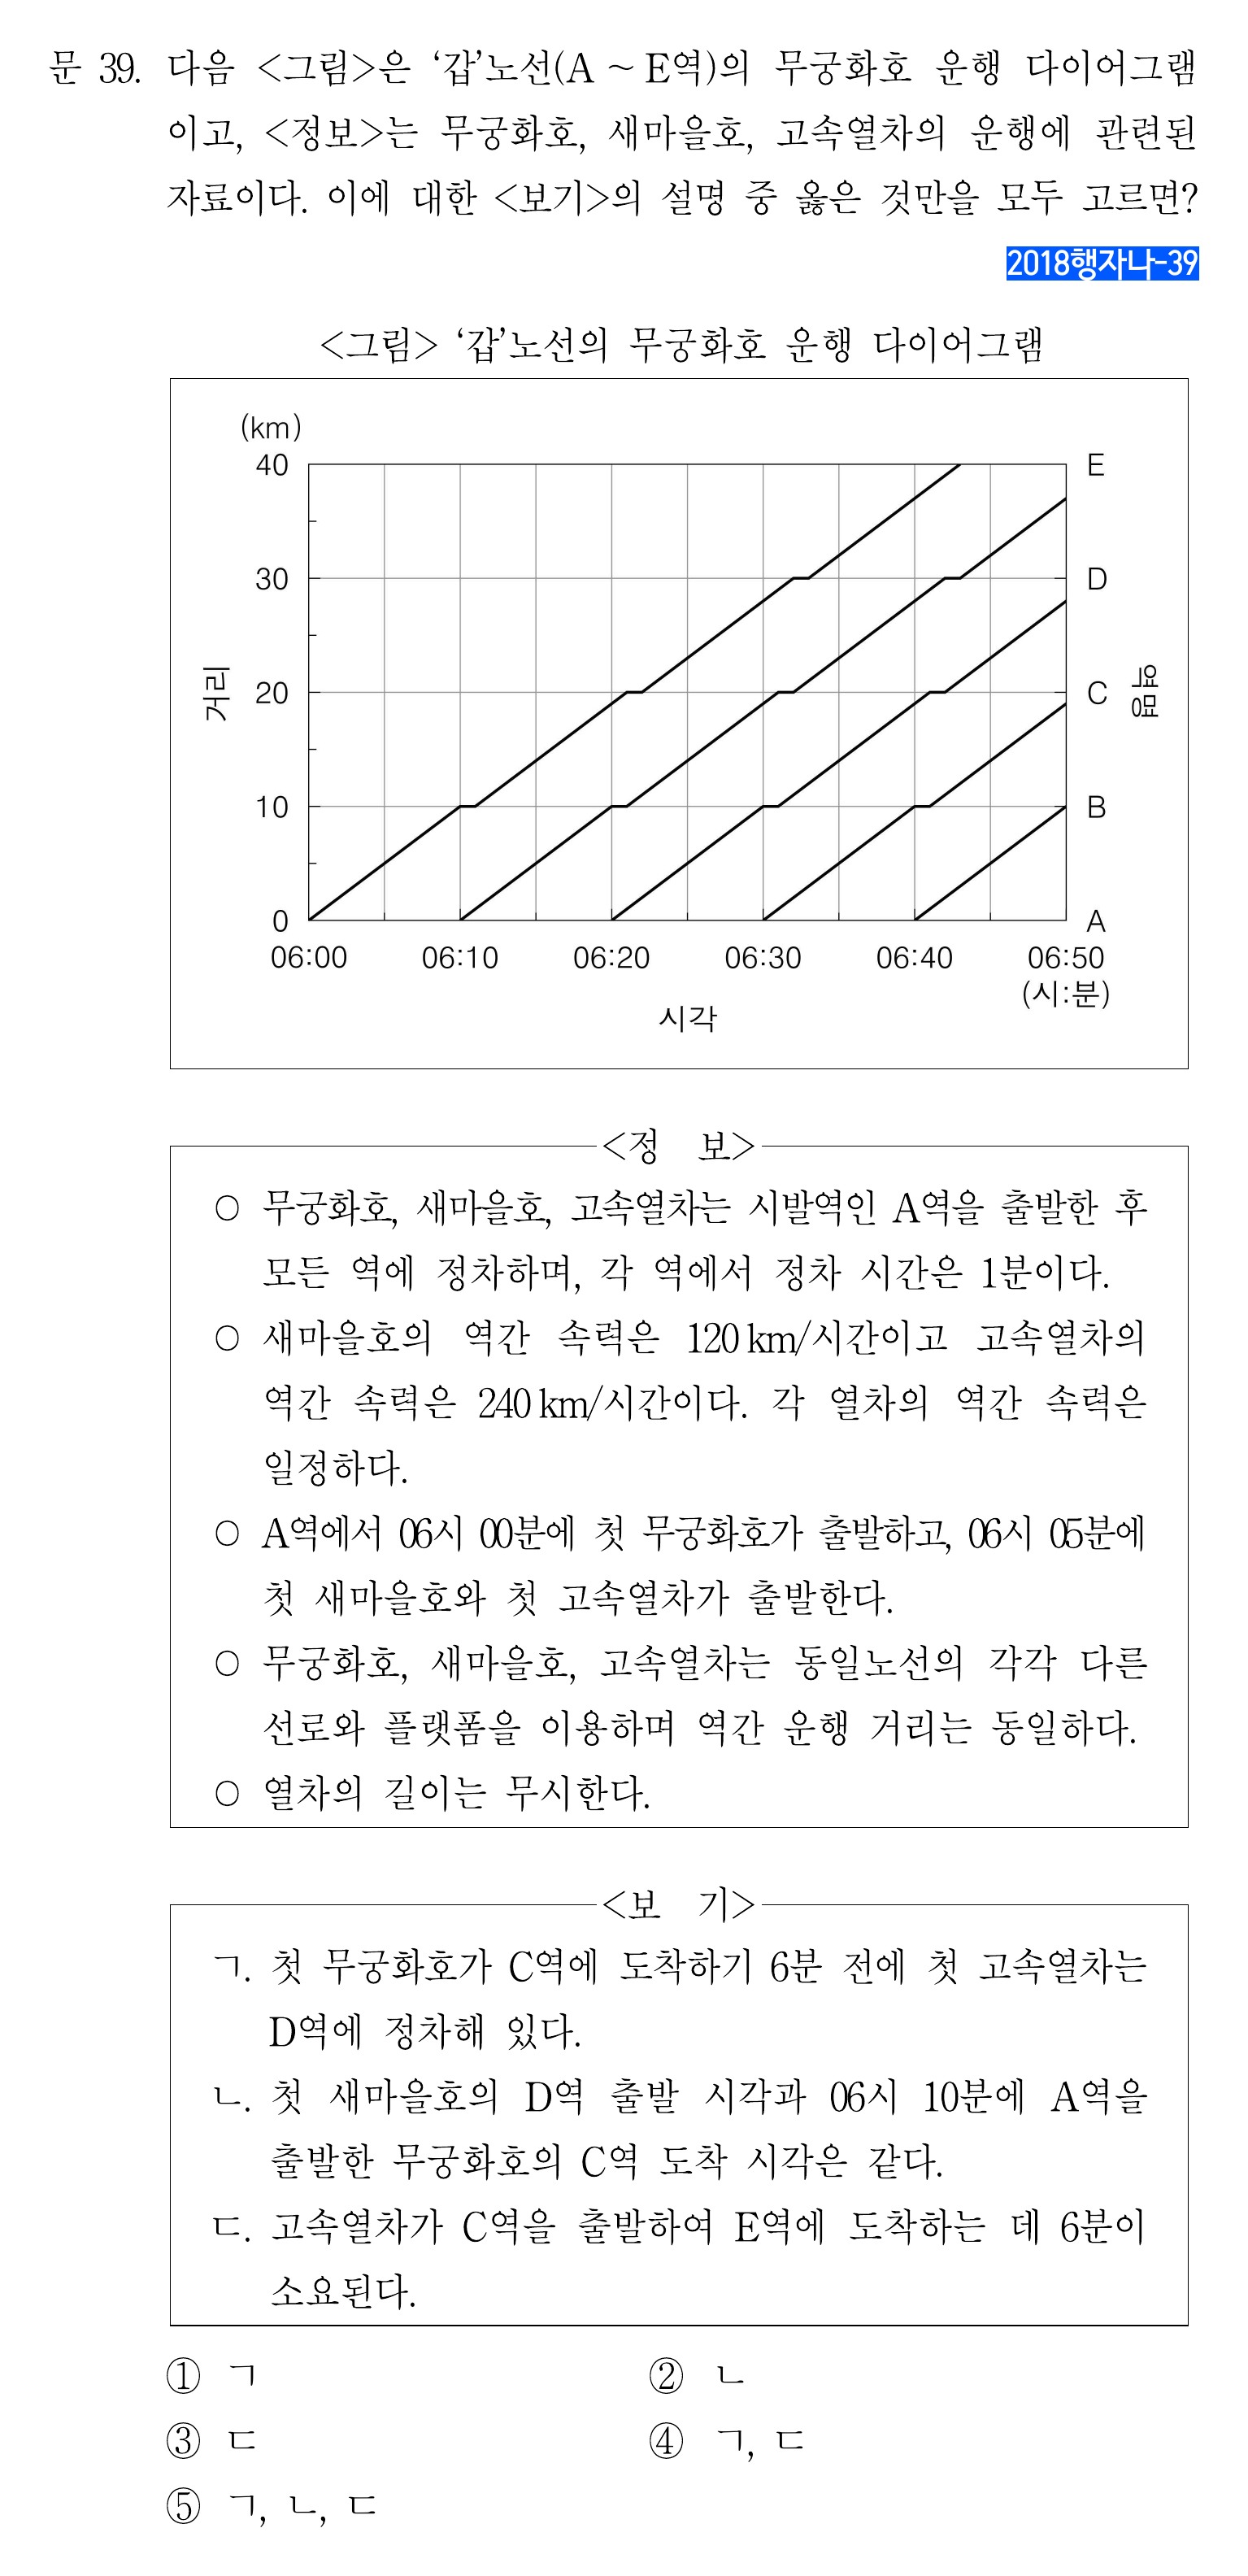 문 39. 다음 <그림>은 ‘갑’노선(A ~ E역)의 무궁화호 운행 다이어그램
이고, <정보>는 무궁화호, 새마을호, 고속열차의 운행에 관련된
자료이다. 이에 대한 <보기>의 설명 중 옳은 것만을 모두 고르면?
2018행자나-39
<그림> ‘갑’노선의 무궁화호 운행 다이어그램
(km)
40 E
30 D
거리
20 C
역명
10 B
0 A
06:00 06:10 06:20 06:30 06:40 06:50
(시:분)
시각
<정 보>
○ 무궁화호, 새마을호, 고속열차는 시발역인 A역을 출발한 후
모든 역에 정차하며, 각 역에서 정차 시간은 1분이다.
○ 새마을호의 역간 속력은 120 km/시간이고 고속열차의
역간 속력은 240 km/시간이다. 각 열차의 역간 속력은
일정하다.
○ A역에서 06시 00분에 첫 무궁화호가 출발하고, 06시 05분에
첫 새마을호와 첫 고속열차가 출발한다.
○ 무궁화호, 새마을호, 고속열차는 동일노선의 각각 다른
선로와 플랫폼을 이용하며 역간 운행 거리는 동일하다.
○ 열차의 길이는 무시한다.
<보 기>
ㄱ. 첫 무궁화호가 C역에 도착하기 6분 전에 첫 고속열차는
D역에 정차해 있다.
ㄴ. 첫 새마을호의 D역 출발 시각과 06시 10분에 A역을
출발한 무궁화호의 C역 도착 시각은 같다.
ㄷ. 고속열차가 C역을 출발하여 E역에 도착하는 데 6분이
소요된다.
① ㄱ ② ㄴ
③ ㄷ ④ ㄱ, ㄷ
⑤ ㄱ, ㄴ, ㄷ